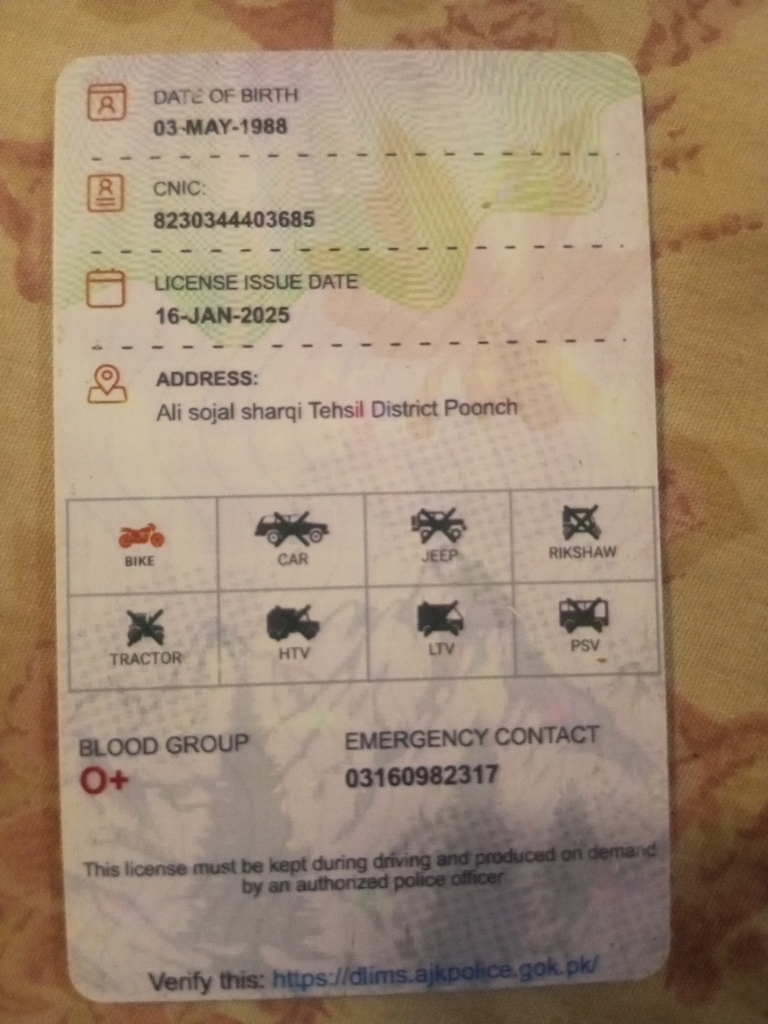 DATE OF BIRTH
03-MAY-1988
CNIC:
8230344403685
LICENSE ISSUE DATE
16-JAN-2025
ADDRESS:
Ali sojal sharqi Tehsil District Poonch
BIKE CAR JEEP RIKSHAW
TRACTOR HTV LTV PSV
BLOOD GROUP EMERGENCY CONTACT
O+ 03160982317
This license must be kept during driving and produced on demand
by an authorized police officer
Verify this: https://dlims.ajkpolice.gok.pk/